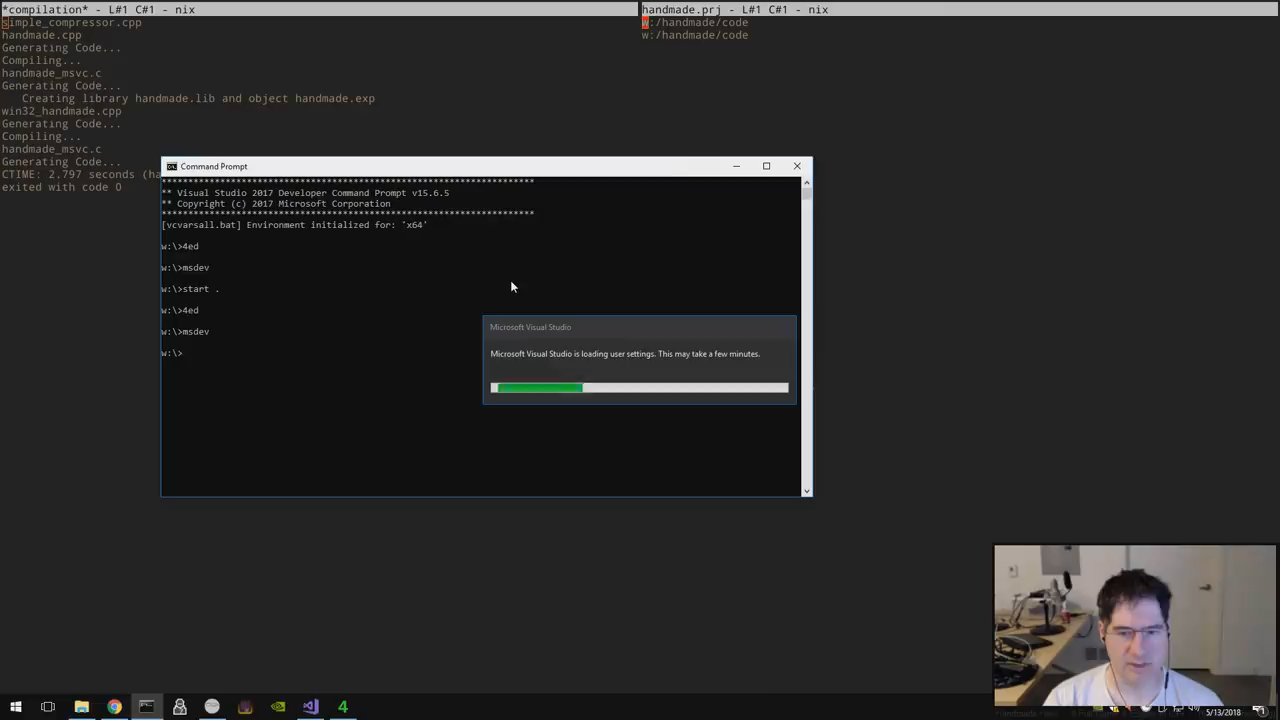 *compilation* - L#1 C#1 - nix
simple_compressor.cpp
handmade.cpp
Generating Code...
Compiling...
handmade_msvc.c
Generating Code...
Creating library handmade.lib and object handmade.exp
win32_handmade.cpp
Generating Code...
Compiling...
handmade_msvc.c
Generating Code...
CTIME: 2.797 seconds (ha
exited with code 0
handmade.prj - L#1 C#1 - nix
w:/handmade/code
w:/handmade/code
Command Prompt
**********************************************************************
** Visual Studio 2017 Developer Command Prompt v15.6.5
** Copyright (c) 2017 Microsoft Corporation
**********************************************************************
[vcvarsall.bat] Environment initialized for: 'x64'
w:\>4ed
w:\>msdev
w:\>start .
w:\>4ed
w:\>msdev
w:\>
Microsoft Visual Studio
Microsoft Visual Studio is loading user settings. This may take a few minutes.
4
5/13/2018